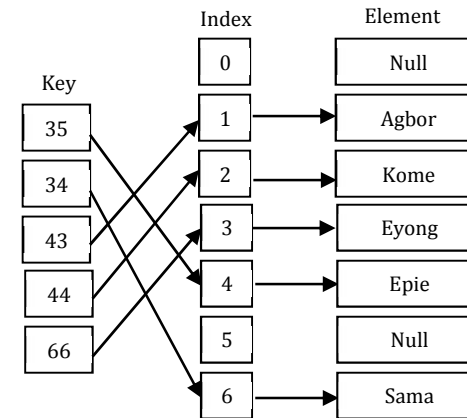 Index Element
0 Null
Key
35 1 Agbor
34 2 Kome
43 3 Eyong
44 4 Epie
66 5 Null
6 Sama